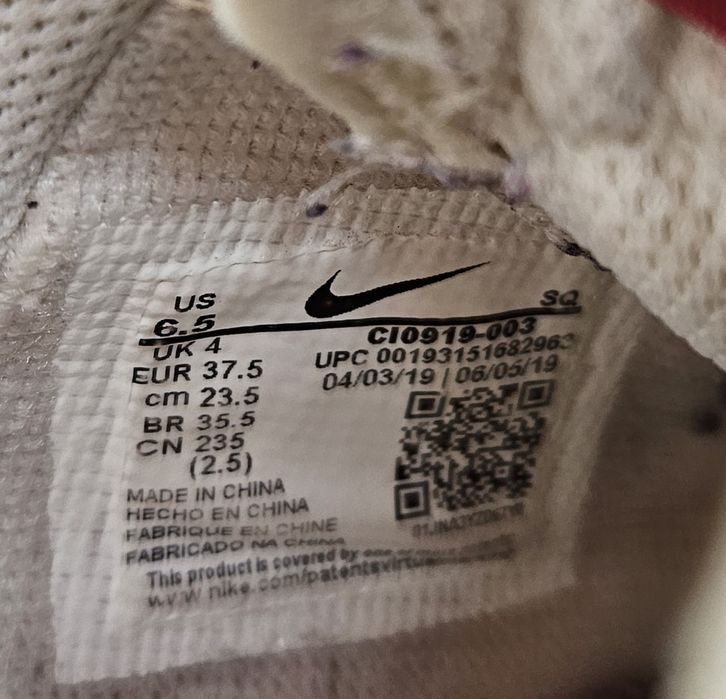 US
6.5
SQ
UK 4
EUR 37.5
cm 23.5
BR 35.5
CN 235
(2.5)
CI0919-003
UPC 00193151682963
04/03/19 | 06/05/19
MADE IN CHINA
HECHO EN CHINA
FABRIQUE EN CHINE
FABRICADO NA CHINA
This product is covered by
www.nike.com/patentsvirtu